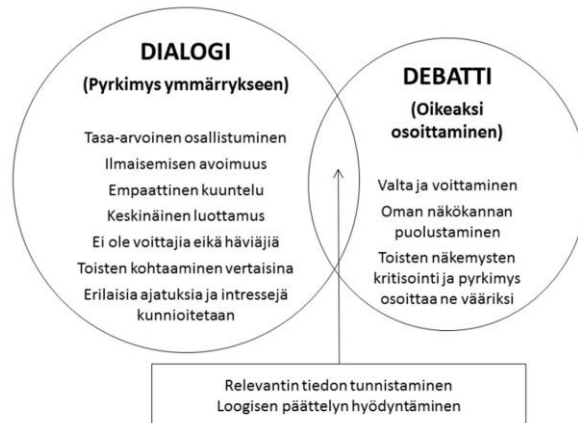 DIALOGI
(Pyrkimys ymmärrykseen)
Tasa-arvoinen osallistuminen
Ilmaisemisen avoimuus
Empaattinen kuuntelu
Keskinäinen luottamus
Ei ole voittajia eikä häviäjiä
Toisten kohtaaminen vertaisina
Erilaisia ajatuksia ja intressejä
kunnioitetaan
DEBATTI
(Oikeaksi
osoittaminen)
Valta ja voittaminen
Oman näkökannan
puolustaminen
Toisten näkemysten
kritisointi ja pyrkimys
osoittaa ne vääriksi
Relevantin tiedon tunnistaminen
Loogisen päättelyn hyödyntäminen